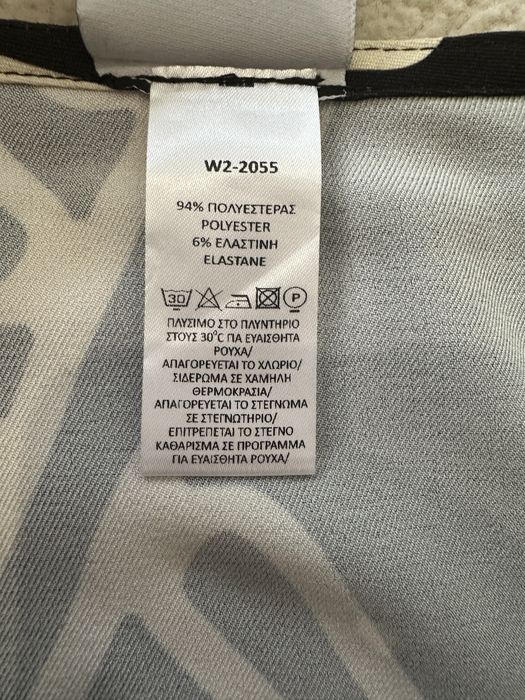 W2-2055
94% ΠΟΛΥΕΣΤΕΡΑΣ
POLYESTER
6% ΕΛΑΣΤΙΝΗ
ELASTANE
30 P
ΠΛΥΣΙΜΟ ΣΤΟ ΠΛΥΝΤΗΡΙΟ
ΣΤΟΥΣ 30°C ΓΙΑ ΕΥΑΙΣΘΗΤΑ
ΡΟΥΧΑ/
ΑΠΑΓΟΡΕΥΕΤΑΙ ΤΟ ΧΛΩΡΙΟ/
ΣΙΔΕΡΩΜΑ ΣΕ ΧΑΜΗΛΗ
ΘΕΡΜΟΚΡΑΣΙΑ/
ΑΠΑΓΟΡΕΥΕΤΑΙ ΤΟ ΣΤΕΓΝΩΜΑ
ΣΕ ΣΤΕΓΝΩΤΗΡΙΟ/
ΕΠΙΤΡΕΠΕΤΑΙ ΤΟ ΣΤΕΓΝΟ
ΚΑΘΑΡΙΣΜΑ ΣΕ ΠΡΟΓΡΑΜΜΑ
ΓΙΑ ΕΥΑΙΣΘΗΤΑ ΡΟΥΧΑ/